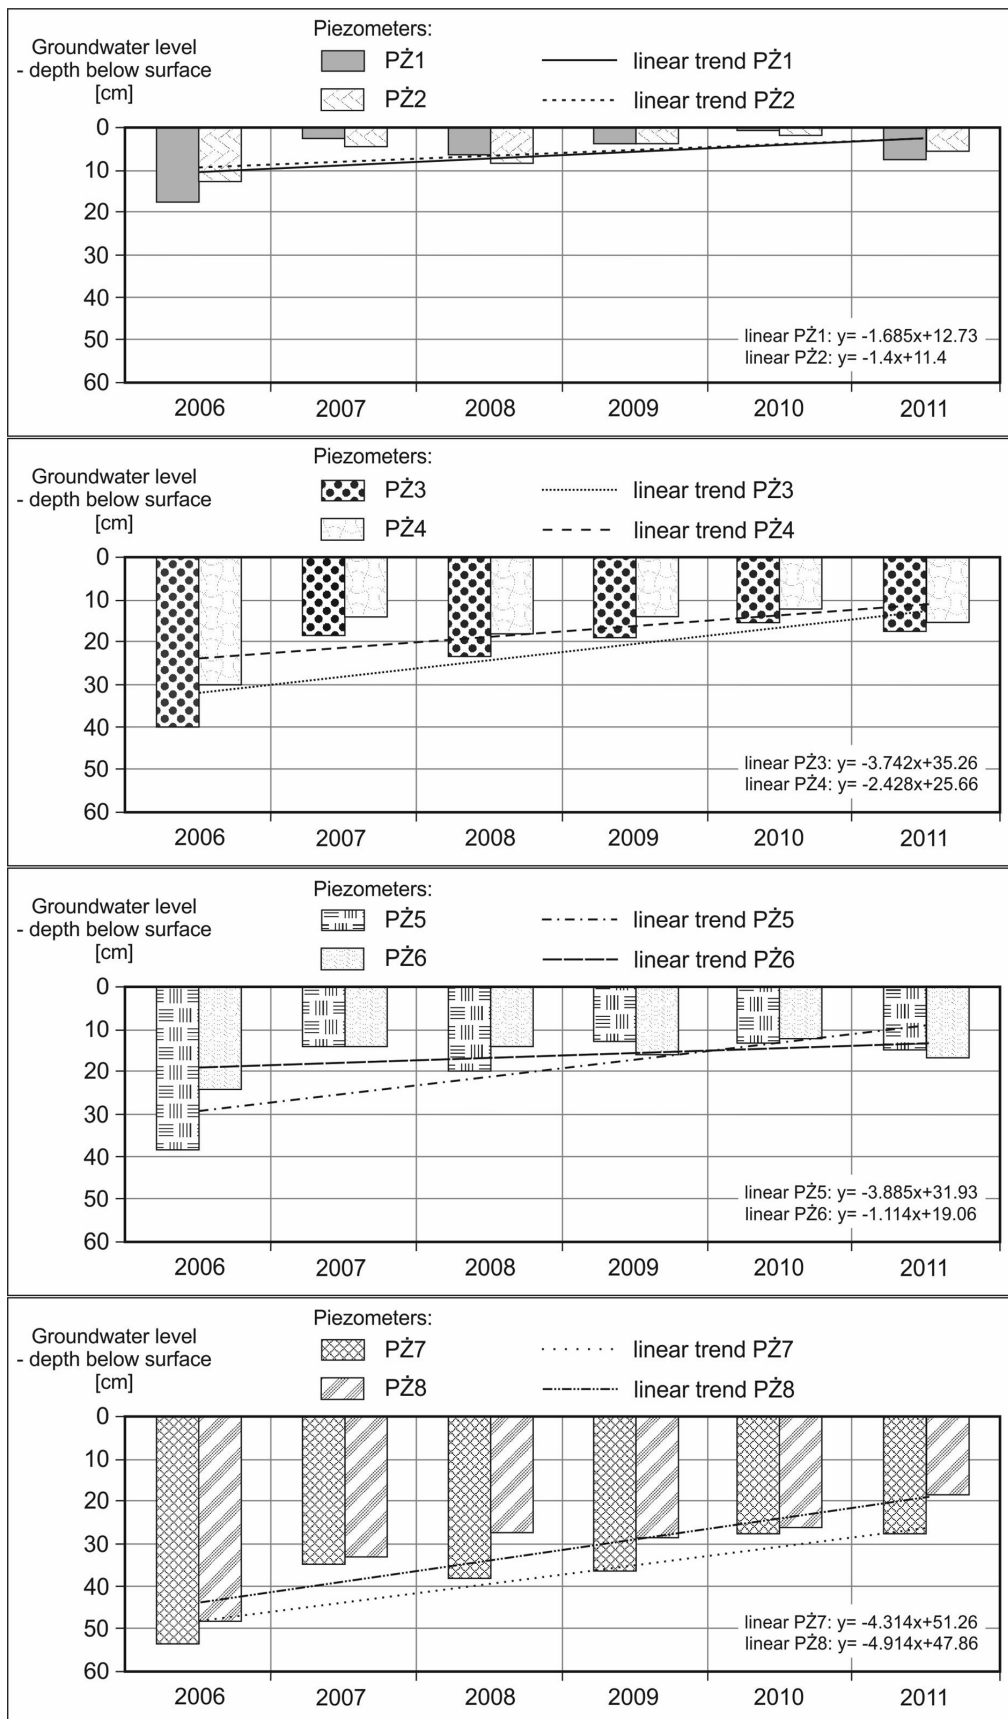 Piezometers:
Groundwater level
- depth below surface
[cm]
PŻ1
linear trend PŻ1
PŻ2
linear trend PŻ2
0
10
20
30
40
50
60
linear PŻ1: y= -1.685x+12.73
linear PŻ2: y= -1.4x+11.4
2006 2007 2008 2009 2010 2011
Piezometers:
Groundwater level
- depth below surface
[cm]
PŻ3
linear trend PŻ3
PŻ4
linear trend PŻ4
0
10
20
30
40
50
60
linear PŻ3: y= -3.742x+35.26
linear PŻ4: y= -2.428x+25.66
2006 2007 2008 2009 2010 2011
Piezometers:
Groundwater level
- depth below surface
[cm]
PŻ5
linear trend PŻ5
PŻ6
linear trend PŻ6
0
10
20
30
40
50
60
linear PŻ5: y= -3.885x+31.93
linear PŻ6: y= -1.114x+19.06
2006 2007 2008 2009 2010 2011
Piezometers:
Groundwater level
- depth below surface
[cm]
PŻ7
linear trend PŻ7
PŻ8
linear trend PŻ8
0
10
20
30
40
50
60
linear PŻ7: y= -4.314x+51.26
linear PŻ8: y= -4.914x+47.86
2006 2007 2008 2009 2010 2011